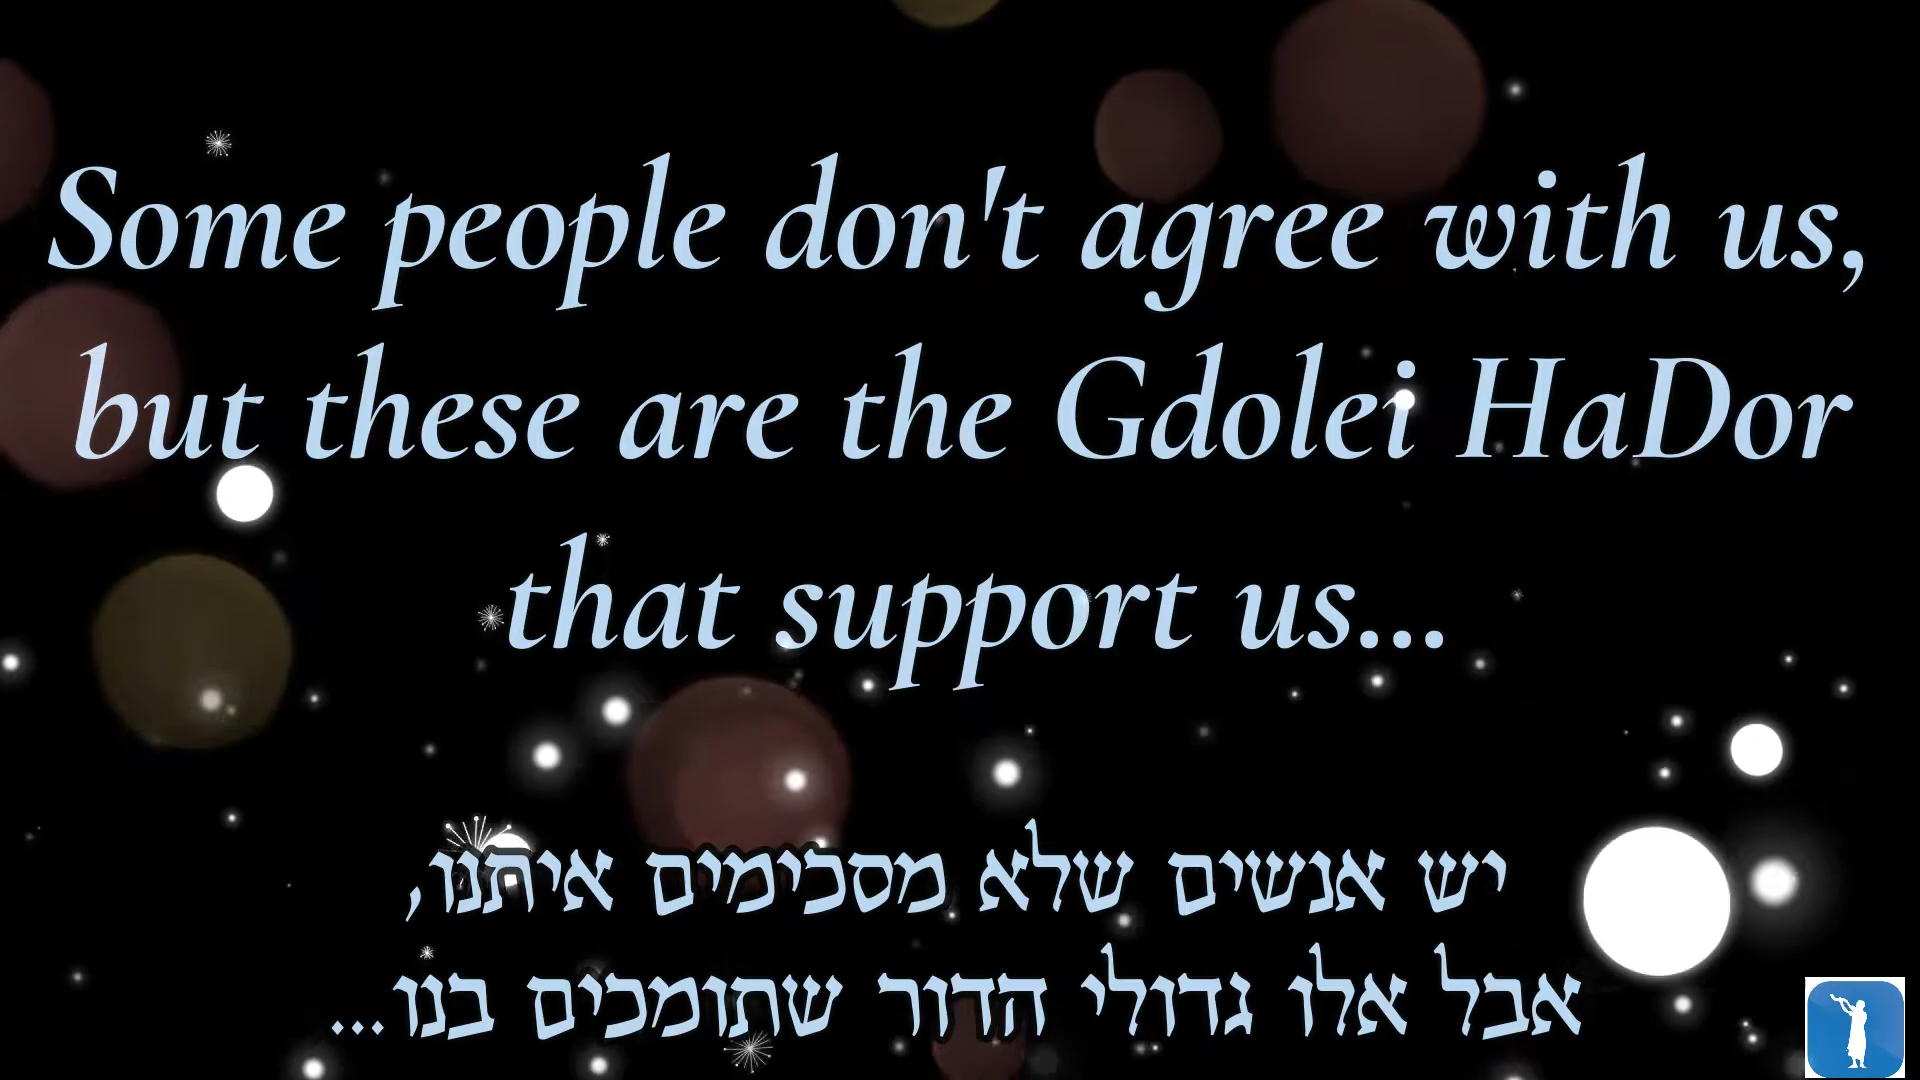 Some people don't agree with us,
but these are the Gdolei HaDor
that support us...
יש אנשים שלא מסכימים איתנו,
אבל אלו גדולי הדור שתומכים בנו...